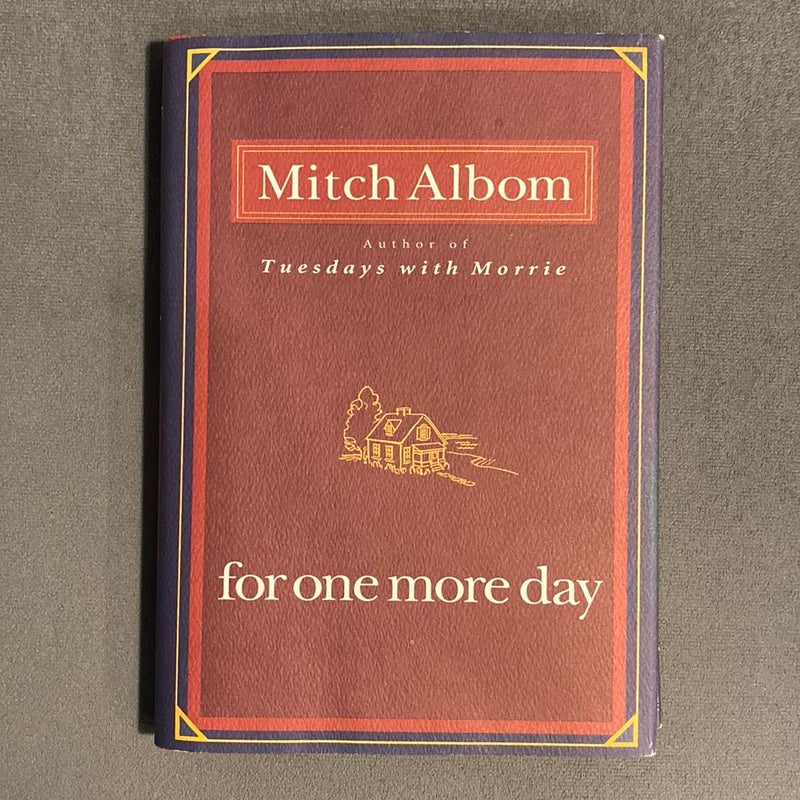 Mitch Albom
Author of
Tuesdays with Morrie
for one more day